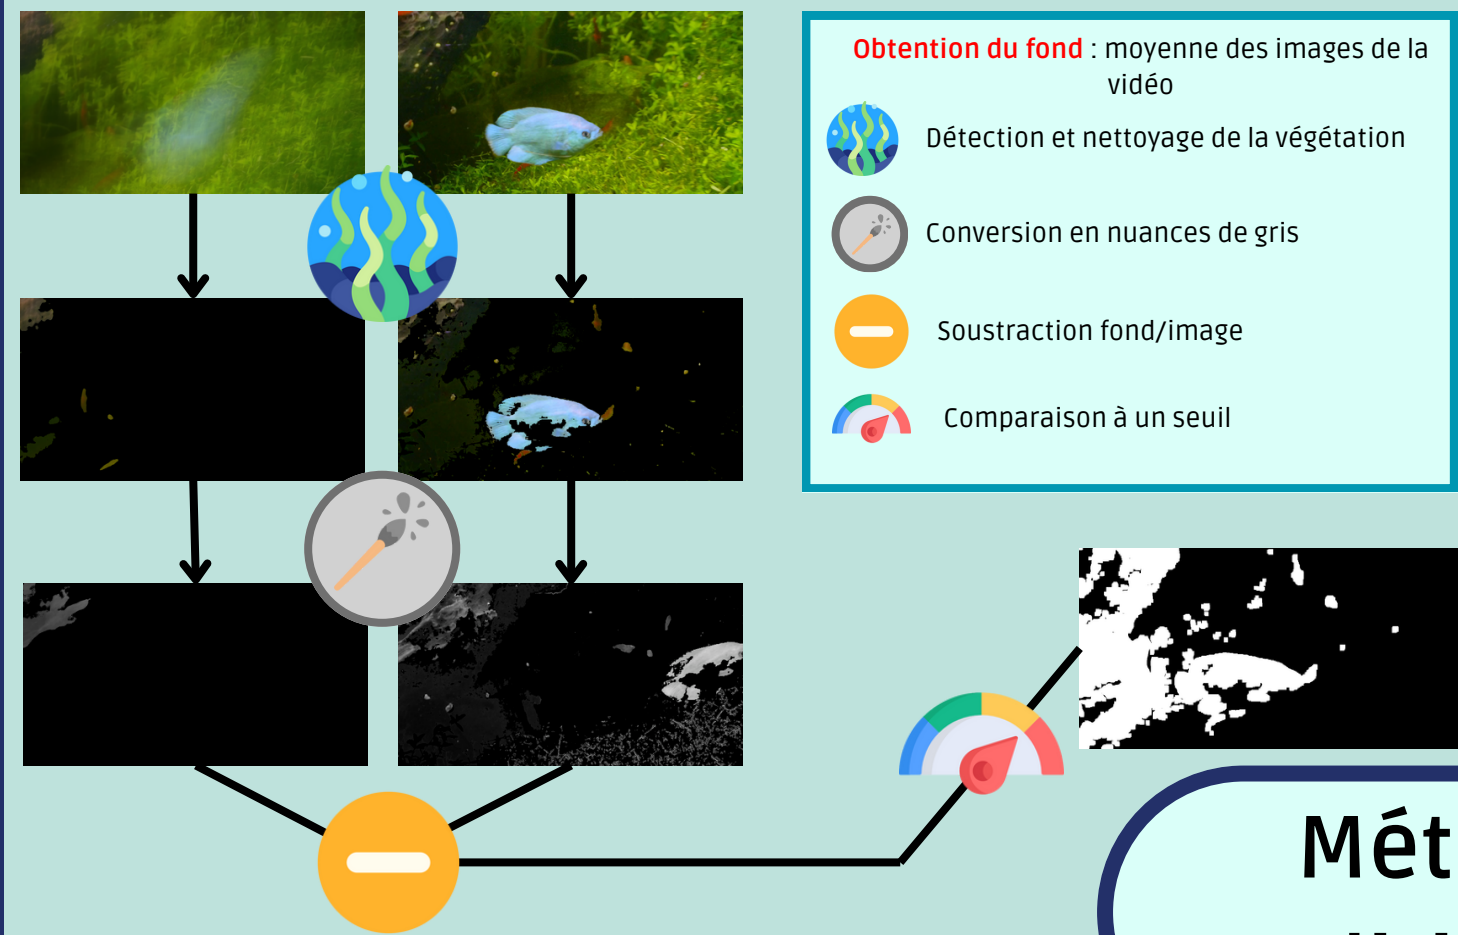 Obtention du fond : moyenne des images de la
vidéo
Détection et nettoyage de la végétation
Conversion en nuances de gris
Soustraction fond/image
Comparaison à un seuil
Mét